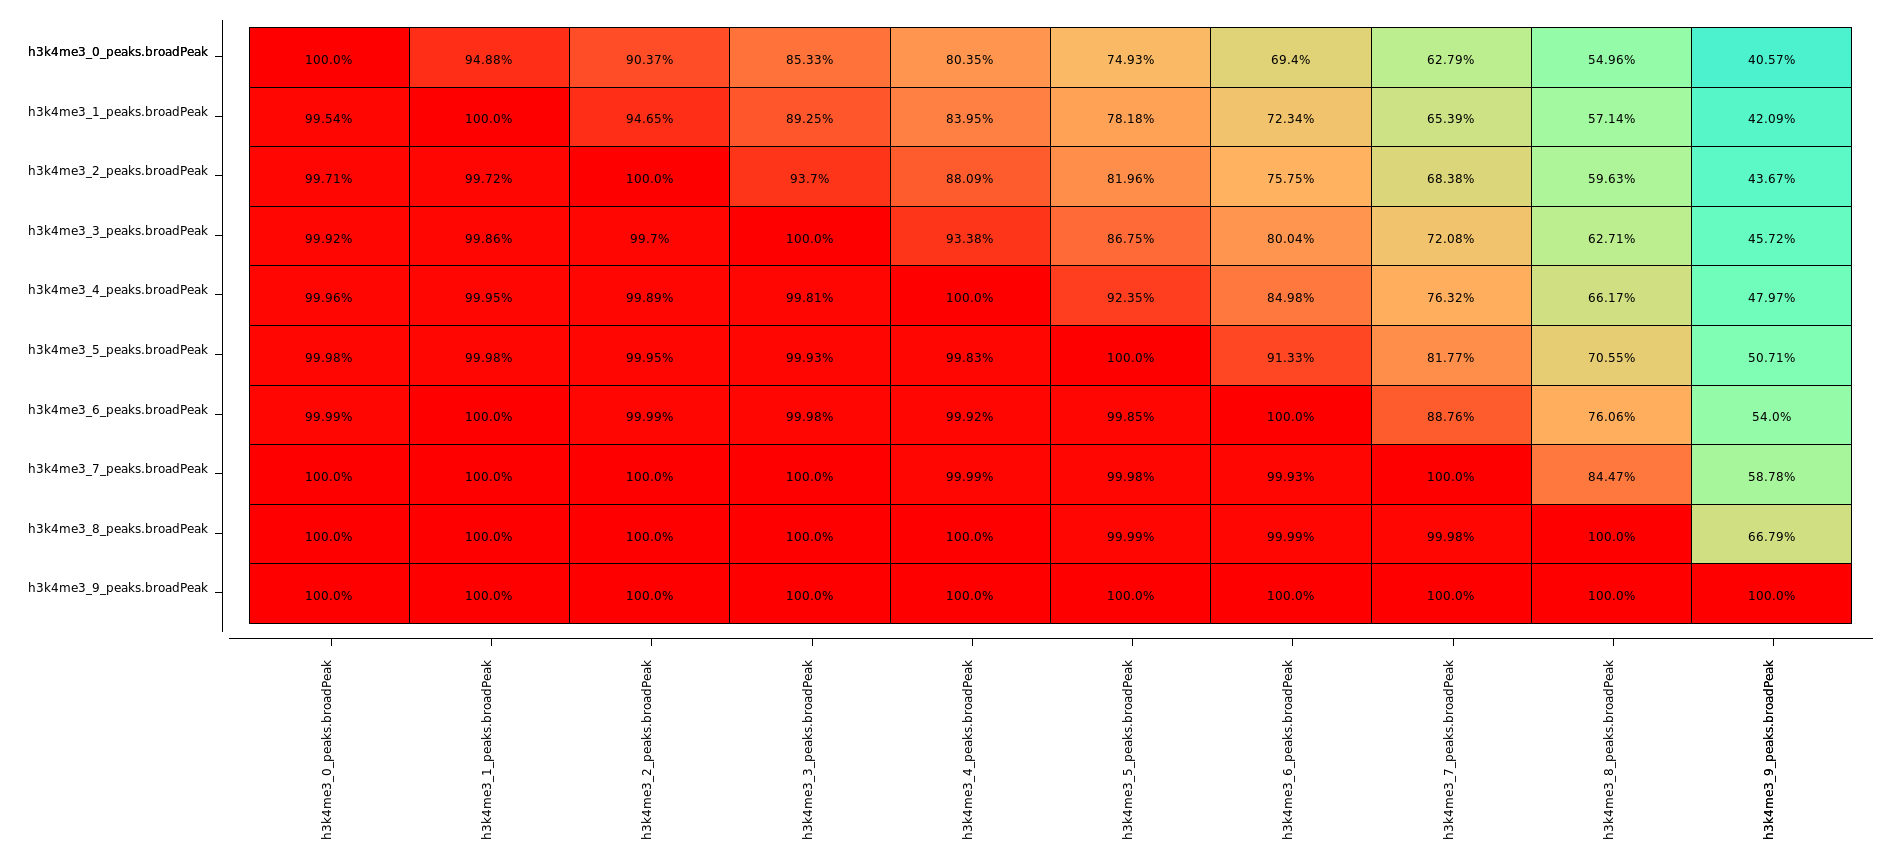 h3k4me3_0_peaks.broadPeak 100.0% 94.88% 90.37% 85.33% 80.35% 74.93% 69.4% 62.79% 54.96% 40.57%
h3k4me3_1_peaks.broadPeak 99.54% 100.0% 94.65% 89.25% 83.95% 78.18% 72.34% 65.39% 57.14% 42.09%
h3k4me3_2_peaks.broadPeak 99.71% 99.72% 100.0% 93.7% 88.09% 81.96% 75.75% 68.38% 59.63% 43.67%
h3k4me3_3_peaks.broadPeak 99.92% 99.86% 99.7% 100.0% 93.38% 86.75% 80.04% 72.08% 62.71% 45.72%
h3k4me3_4_peaks.broadPeak 99.96% 99.95% 99.89% 99.81% 100.0% 92.35% 84.98% 76.32% 66.17% 47.97%
h3k4me3_5_peaks.broadPeak 99.98% 99.98% 99.95% 99.93% 99.83% 100.0% 91.33% 81.77% 70.55% 50.71%
h3k4me3_6_peaks.broadPeak 99.99% 100.0% 99.99% 99.98% 99.92% 99.85% 100.0% 88.76% 76.06% 54.0%
h3k4me3_7_peaks.broadPeak 100.0% 100.0% 100.0% 100.0% 99.99% 99.98% 99.93% 100.0% 84.47% 58.78%
h3k4me3_8_peaks.broadPeak 100.0% 100.0% 100.0% 100.0% 100.0% 99.99% 99.99% 99.98% 100.0% 66.79%
h3k4me3_9_peaks.broadPeak 100.0% 100.0% 100.0% 100.0% 100.0% 100.0% 100.0% 100.0% 100.0% 100.0%
h3k4me3_0_peaks.broadPeak
h3k4me3_1_peaks.broadPeak
h3k4me3_2_peaks.broadPeak
h3k4me3_3_peaks.broadPeak
h3k4me3_4_peaks.broadPeak
h3k4me3_5_peaks.broadPeak
h3k4me3_6_peaks.broadPeak
h3k4me3_7_peaks.broadPeak
h3k4me3_8_peaks.broadPeak
h3k4me3_9_peaks.broadPeak